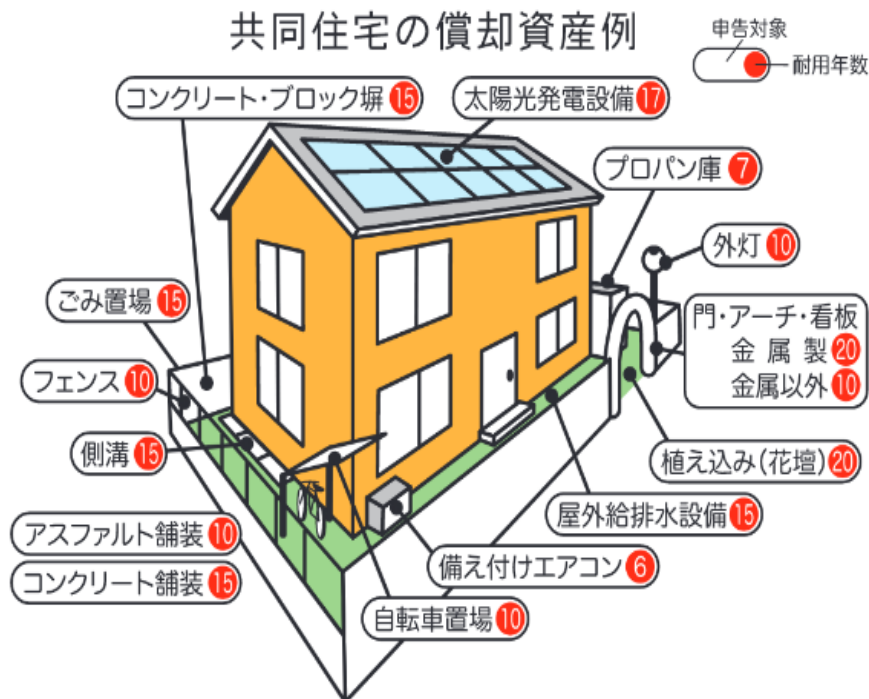 共同住宅の償却資産例
申告対象
耐用年数
コンクリート・ブロック塀 15
太陽光発電設備 17
プロパン庫 7
外灯 10
ごみ置場 15
門・アーチ・看板
金属製 20
金属以外 10
フェンス 10
側溝 15
植え込み(花壇) 20
屋外給排水設備 15
アスファルト舗装 10
備え付けエアコン 6
コンクリート舗装 15
自転車置場 10